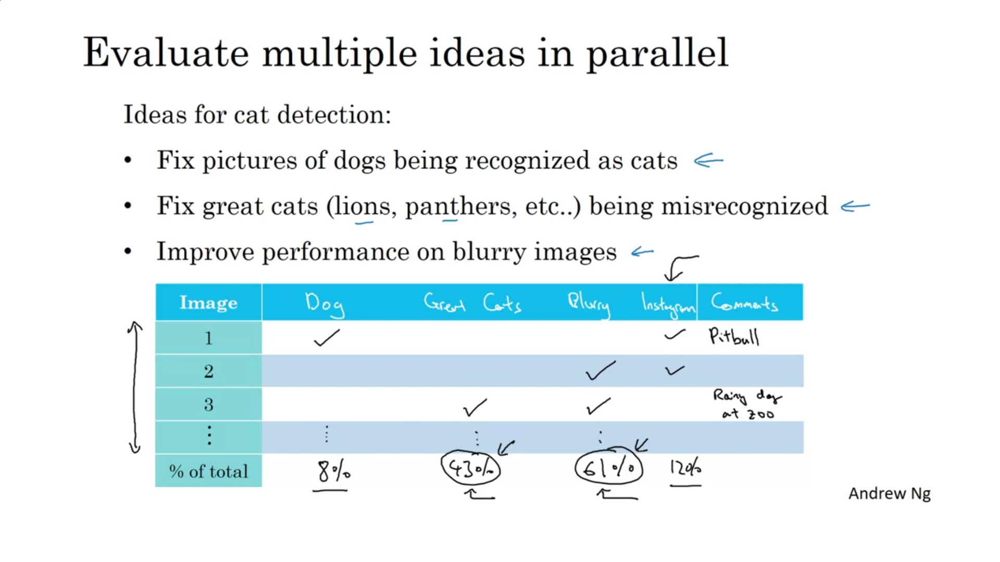 Evaluate multiple ideas in parallel
Ideas for cat detection:
• Fix pictures of dogs being recognized as cats
• Fix great cats (lions, panthers, etc..) being misrecognized
• Improve performance on blurry images
Image Dog Great Cats Blurry Instagram Comments
1 ✓ ✓ Pitbull
2 ✓ ✓
3 ✓ ✓ Rainy day
at zoo
⋮ ⋮ ⋮ ⋮
% of total 8% 43% 61% 12%
Andrew Ng